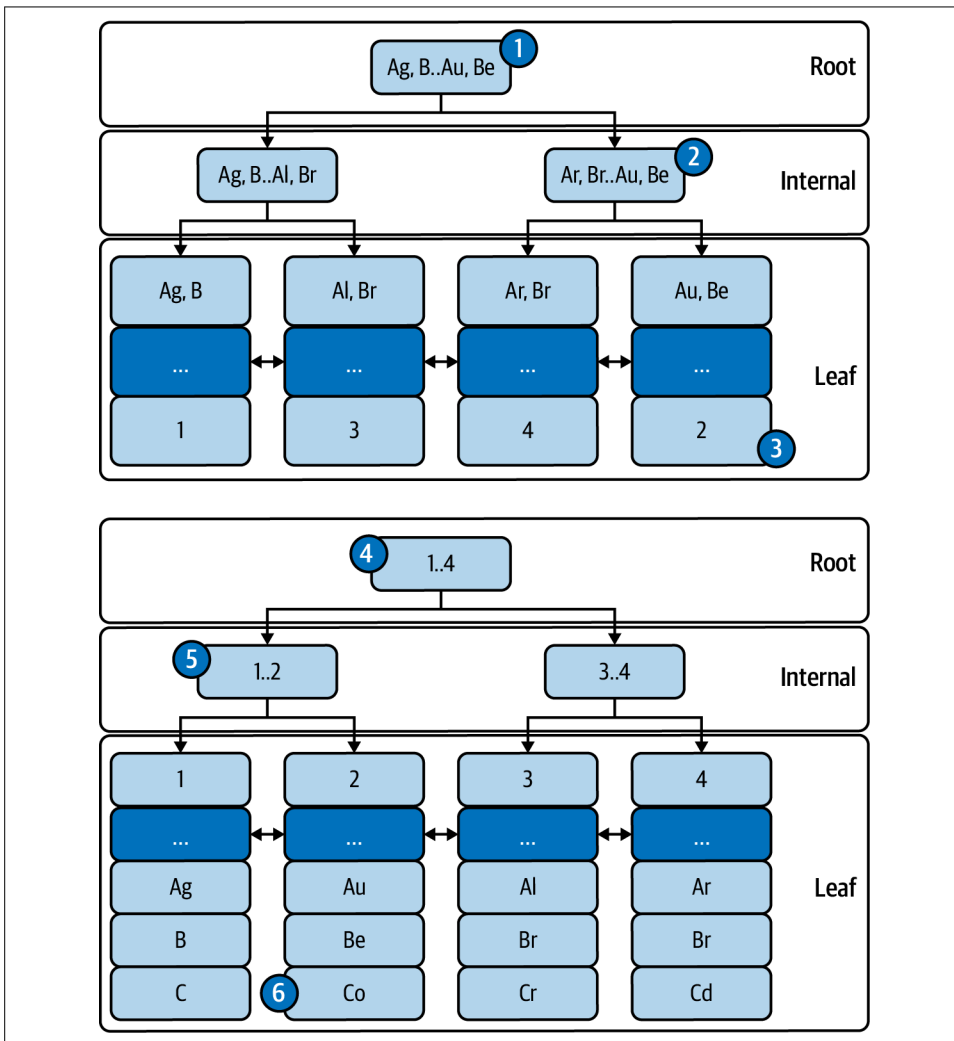 1
Ag, B..Au, Be
Root
Ag, B..Al, Br
2
Ar, Br..Au, Be
Internal
Ag, B
Al, Br
Ar, Br
Au, Be
...
...
...
...
Leaf
1
3
4
2
3
4
1..4
Root
5
1..2
3..4
Internal
1
2
3
4
...
...
...
...
Ag
Au
Al
Ar
Leaf
B
Be
Br
Br
C
6
Co
Cr
Cd